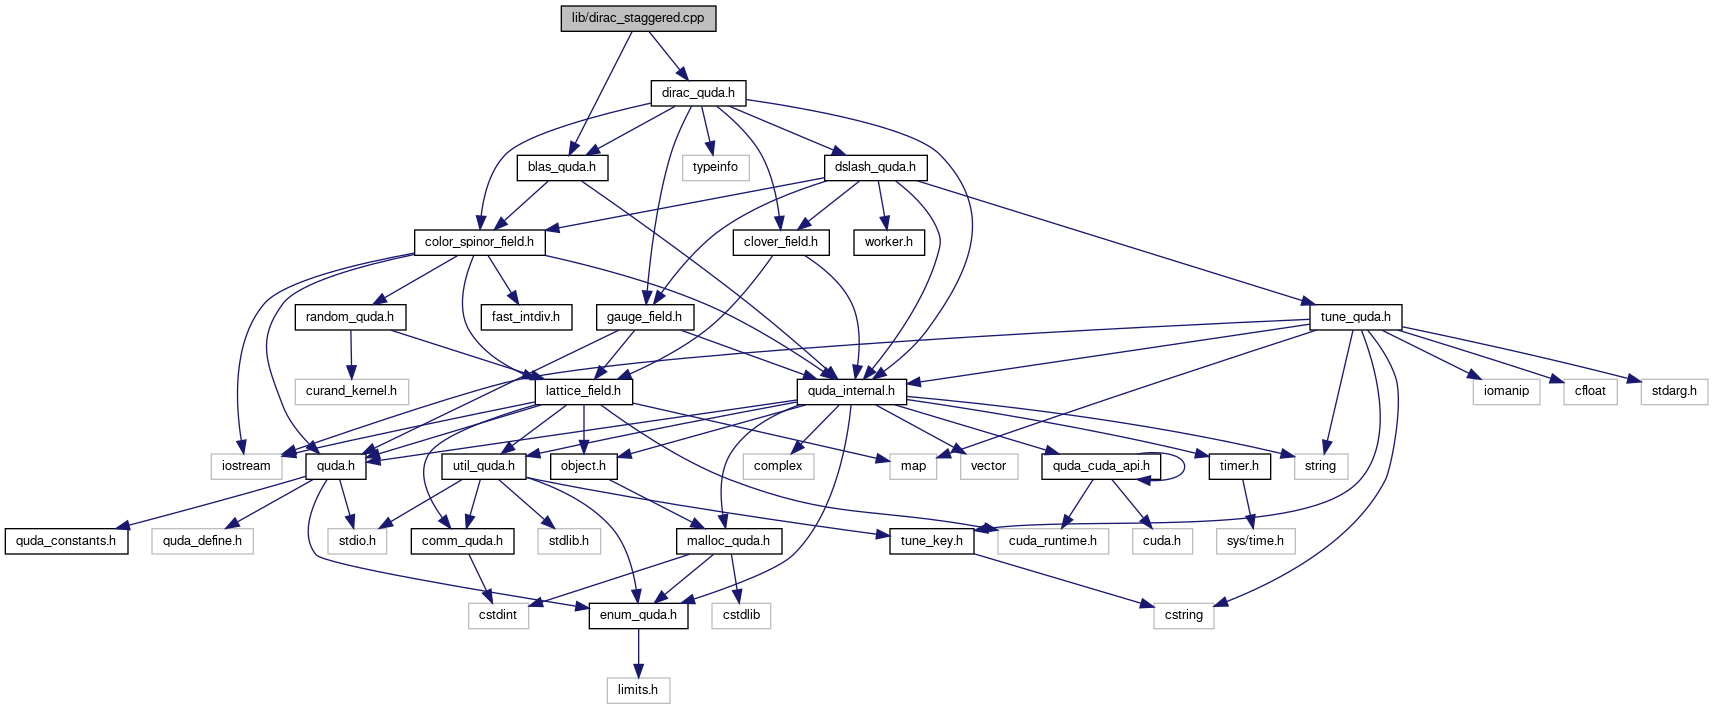 lib/dirac_staggered.cpp
dirac_quda.h
blas_quda.h
typeinfo
dslash_quda.h
color_spinor_field.h
clover_field.h
worker.h
random_quda.h
fast_intdiv.h
gauge_field.h
tune_quda.h
curand_kernel.h
lattice_field.h
quda_internal.h
iomanip
cfloat
stdarg.h
iostream
quda.h
util_quda.h
object.h
complex
map
vector
quda_cuda_api.h
timer.h
string
quda_constants.h
quda_define.h
stdio.h
comm_quda.h
stdlib.h
malloc_quda.h
tune_key.h
cuda_runtime.h
cuda.h
sys/time.h
cstdint
enum_quda.h
cstdlib
cstring
limits.h